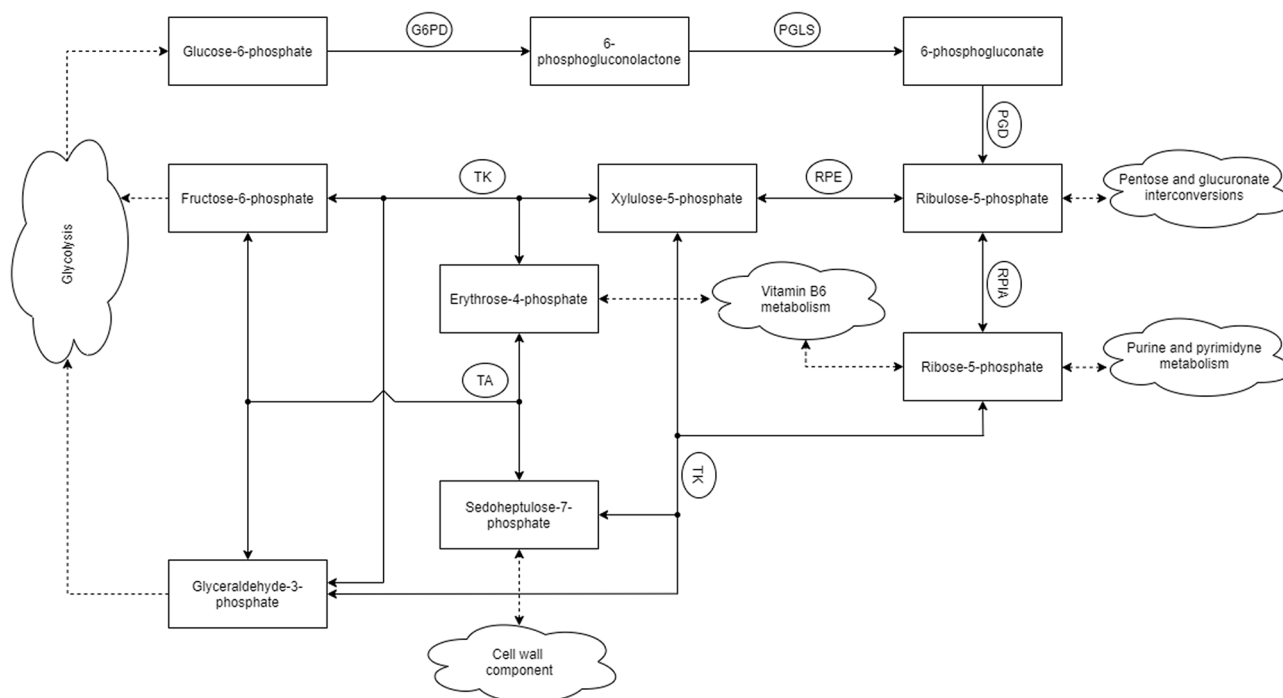 G6PD
PGLS
Glucose-6-phosphate
6-
phosphogluconolactone
6-phosphogluconate
PGD
Glycolysis
TK
RPE
Fructose-6-phosphate
Xylulose-5-phosphate
Ribulose-5-phosphate
Pentose and glucuronate
interconversions
RPIA
Erythrose-4-phosphate
Vitamin B6
metabolism
Ribose-5-phosphate
Purine and pyrimidyne
metabolism
TA
TK
Sedoheptulose-7-
phosphate
Glyceraldehyde-3-
phosphate
Cell wall
component